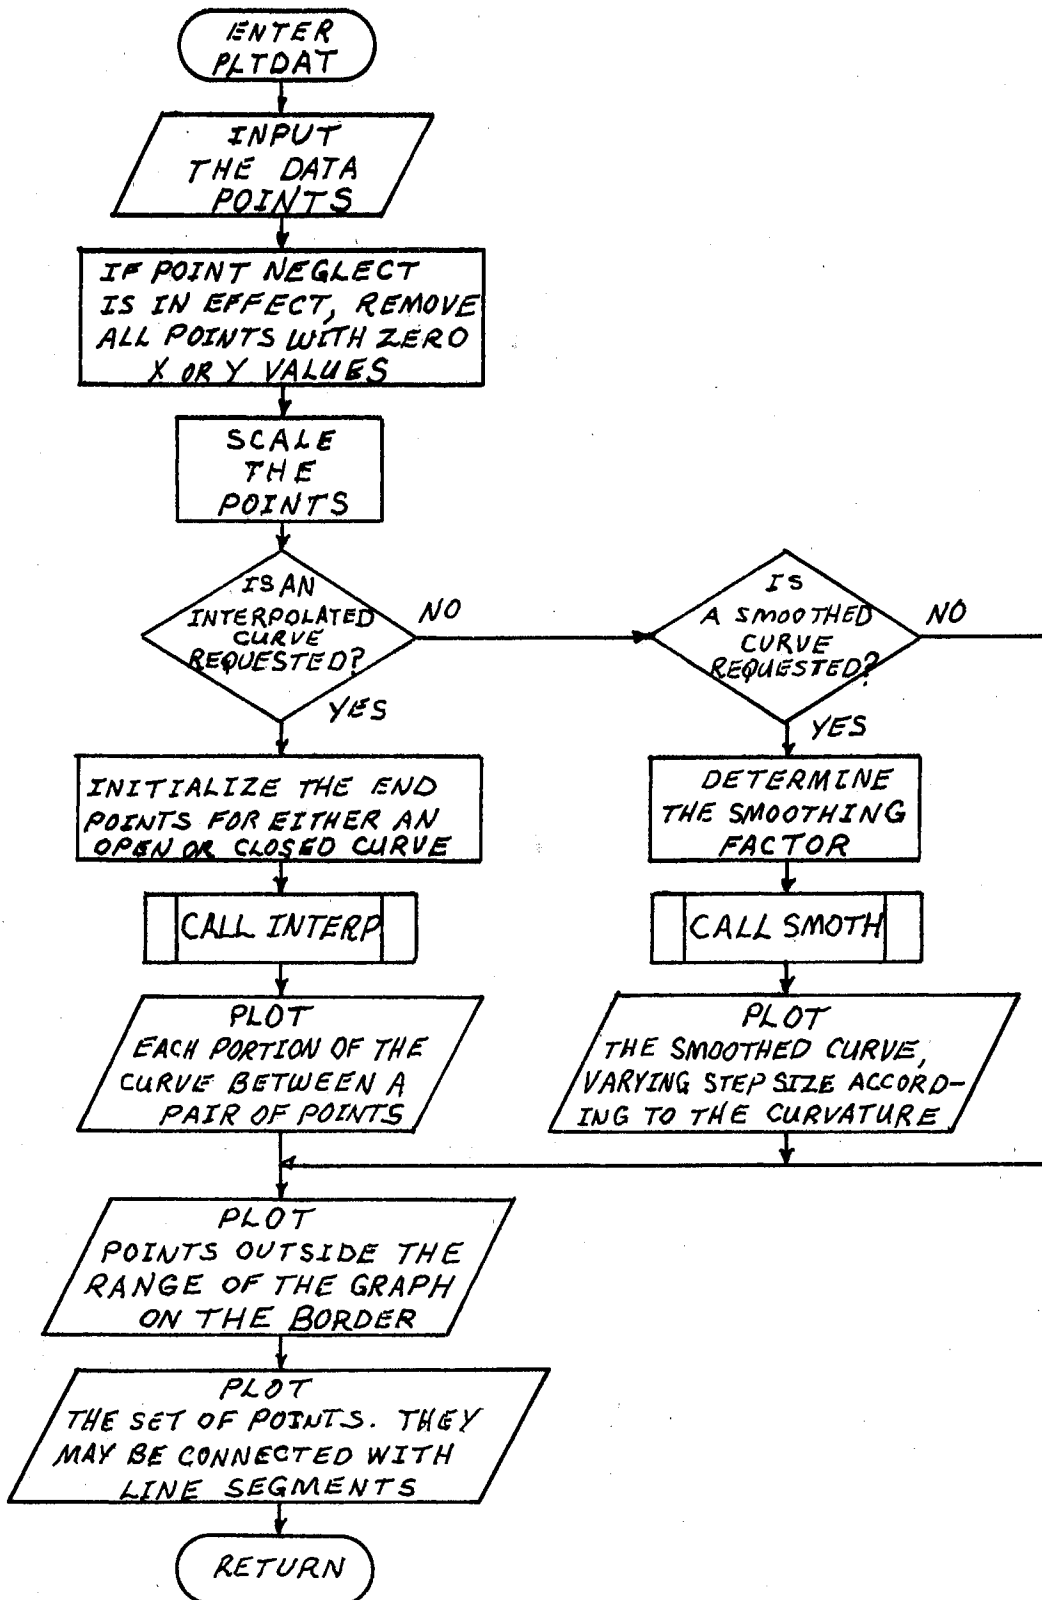 ENTER
PLTDAT
INPUT
THE DATA
POINTS
IF POINT NEGLECT
IS IN EFFECT, REMOVE
ALL POINTS WITH ZERO
X OR Y VALUES
SCALE
THE
POINTS
IS AN
INTERPOLATED
CURVE
REQUESTED?
NO
YES
IS
A SMOOTHED
CURVE
REQUESTED?
NO
YES
INITIALIZE THE END
POINTS FOR EITHER AN
OPEN OR CLOSED CURVE
CALL INTERP
PLOT
EACH PORTION OF THE
CURVE BETWEEN A
PAIR OF POINTS
DETERMINE
THE SMOOTHING
FACTOR
CALL SMOTH
PLOT
THE SMOOTHED CURVE,
VARYING STEP SIZE ACCORD-
ING TO THE CURVATURE
PLOT
POINTS OUTSIDE THE
RANGE OF THE GRAPH
ON THE BORDER
PLOT
THE SET OF POINTS. THEY
MAY BE CONNECTED WITH
LINE SEGMENTS
RETURN